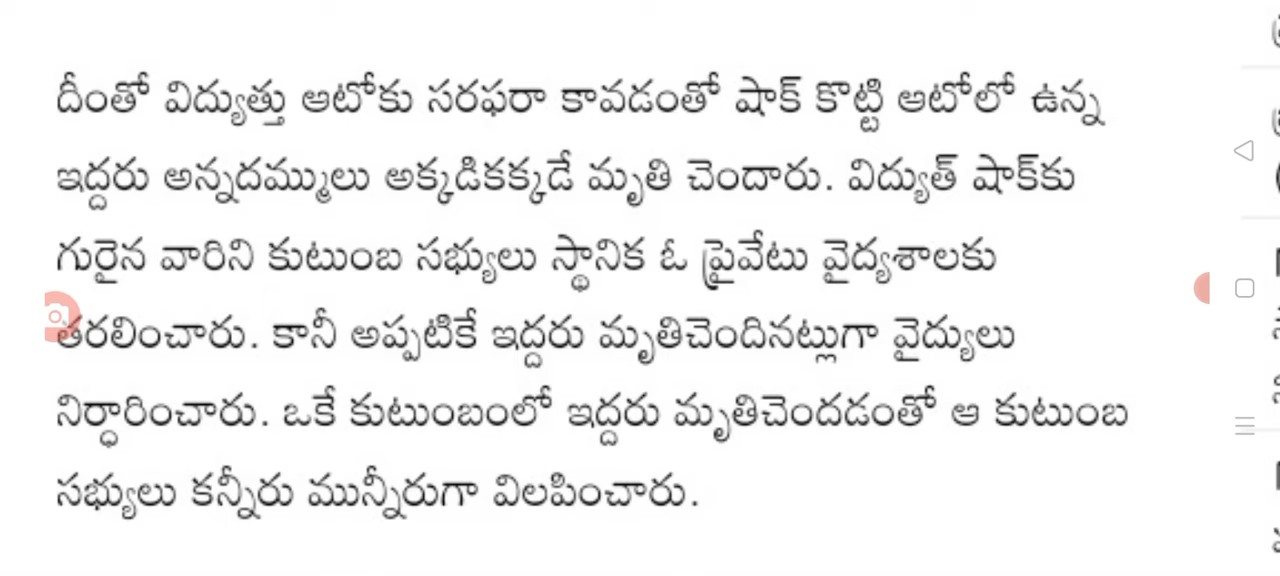 దీంతో విద్యుత్తు ఆటోకు సరఫరా కావడంతో షాక్ కొట్టి ఆటోలో ఉన్న
ఇద్దరు అన్నదమ్ములు అక్కడికక్కడే మృతి చెందారు. విద్యుత్ షాక్‌కు
గురైన వారిని కుటుంబ సభ్యులు స్థానిక ఓ ప్రైవేటు వైద్యశాలకు
తరలించారు. కానీ అప్పటికే ఇద్దరు మృతిచెందినట్లుగా వైద్యులు
నిర్ధారించారు. ఒకే కుటుంబంలో ఇద్దరు మృతిచెందడంతో ఆ కుటుంబ
సభ్యులు కన్నీరు మున్నీరుగా విలపించారు.